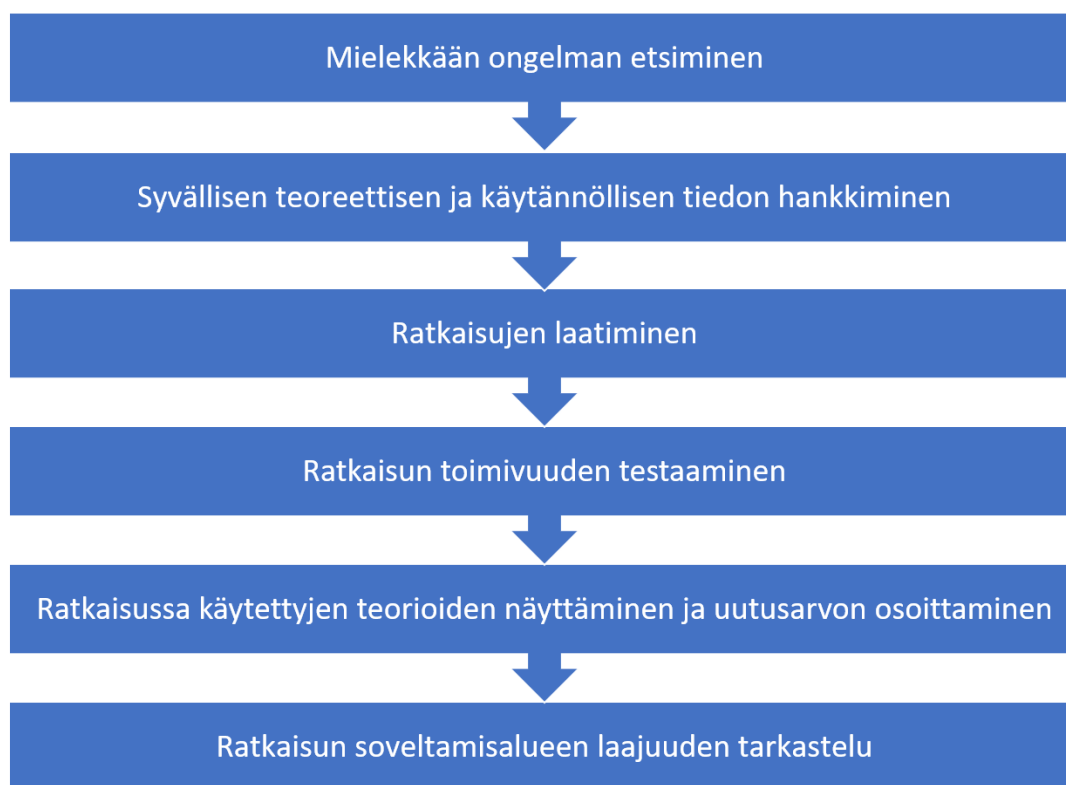 Mielekkään ongelman etsiminen
Syvällisen teoreettisen ja käytännöllisen tiedon hankkiminen
Ratkaisujen laatiminen
Ratkaisun toimivuuden testaaminen
Ratkaisussa käytettyjen teorioiden näyttäminen ja uutusarvon osoittaminen
Ratkaisun soveltamisalueen laajuuden tarkastelu